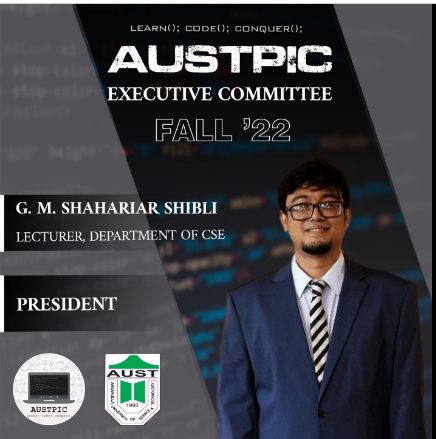 LEARN(); CODE(); CONQUER();
AUSTPIC
EXECUTIVE COMMITTEE
FALL '22
G. M. SHAHARIAR SHIBLI
LECTURER, DEPARTMENT OF CSE
PRESIDENT
AUSTPIC
AUST
1995